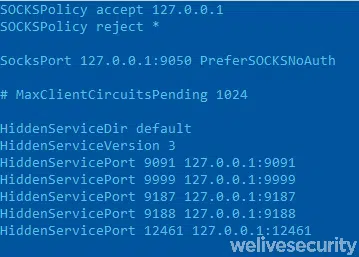 SOCKSPolicy accept 127.0.0.1
SOCKSPolicy reject *
SocksPort 127.0.0.1:9050 PreferSOCKSNoAuth
# MaxClientCircuitsPending 1024
HiddenServiceDir default
HiddenServiceVersion 3
HiddenServicePort 9091 127.0.0.1:9091
HiddenServicePort 9999 127.0.0.1:9999
HiddenServicePort 9187 127.0.0.1:9187
HiddenServicePort 9188 127.0.0.1:9188
HiddenServicePort 12461 127.0.0.1:12461
welivesecurity